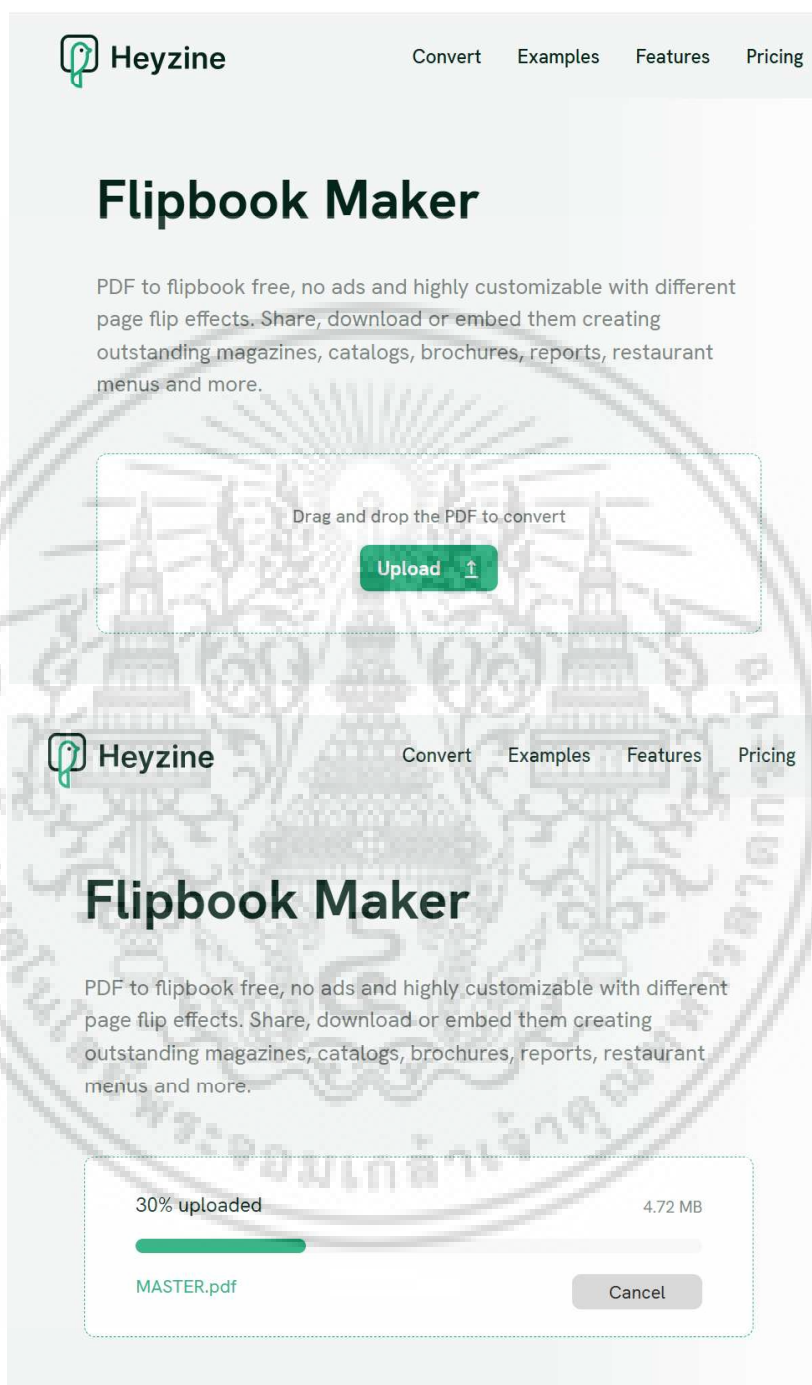 Heyzine
Convert Examples Features Pricing
Flipbook Maker
PDF to flipbook free, no ads and highly customizable with different
page flip effects. Share, download or embed them creating
outstanding magazines, catalogs, brochures, reports, restaurant
menus and more.
Drag and drop the PDF to convert
Upload
Heyzine
Convert Examples Features Pricing
Flipbook Maker
PDF to flipbook free, no ads and highly customizable with different
page flip effects. Share, download or embed them creating
outstanding magazines, catalogs, brochures, reports, restaurant
menus and more.
30% uploaded 4.72 MB
MASTER.pdf
Cancel